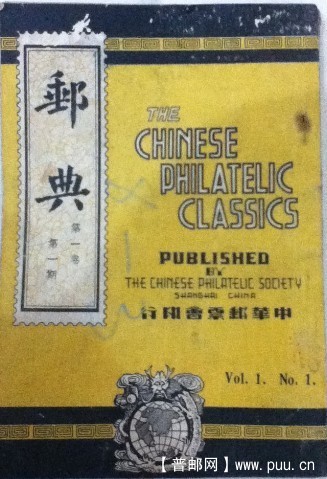 郵典
第一卷
第一期
THE
CHINESE
PHILATELIC
CLASSICS
PUBLISHED
BY
THE CHINESE PHILATELIC SOCIETY
SHANGHAI CHINA
中華郵票會印行
Vol. 1. No. 1.
【普邮网】www.puu.cn